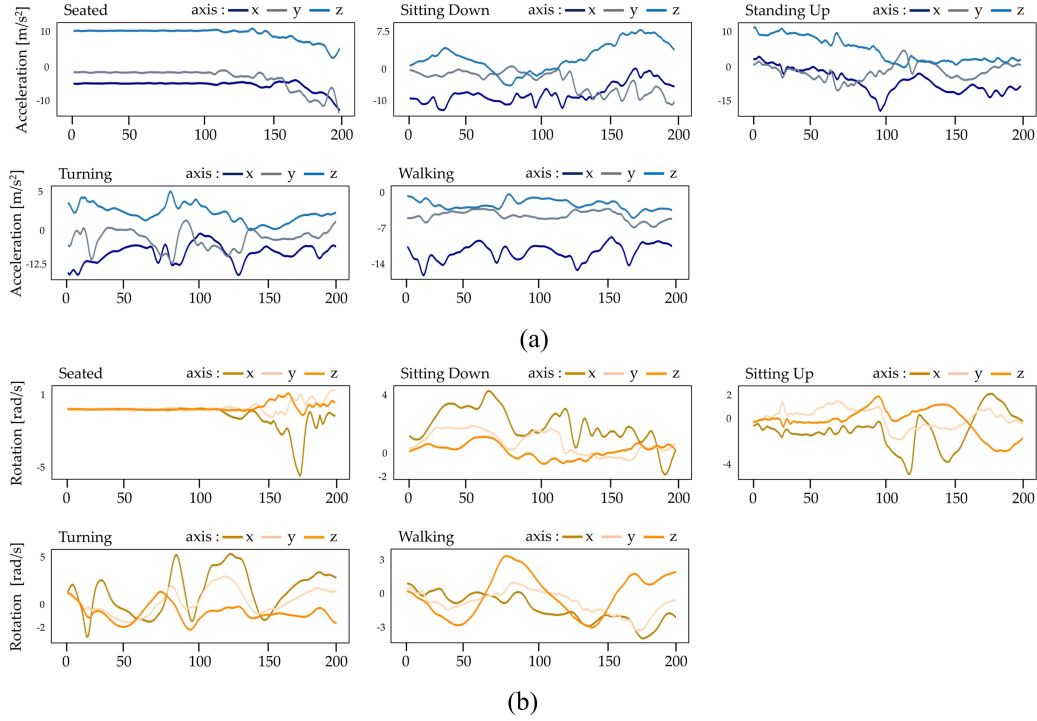 Seated axis : x y z
Sitting Down axis : x y z
Standing Up axis : x y z
Acceleration [m/s²]
10
0
-10
0 50 100 150 200
7.5
0
-10
0 50 100 150 200
10
0
-15
0 50 100 150 200
Turning axis : x y z
Walking axis : x y z
Acceleration [m/s²]
5
0
-12.5
0 50 100 150 200
0
-7
-14
0 50 100 150 200
(a)
Seated axis : x y z
Sitting Down axis : x y z
Sitting Up axis : x y z
Rotation [rad/s]
1
-5
0 50 100 150 200
4
0
-2
0 50 100 150 200
2
0
-4
0 50 100 150 200
Turning axis : x y z
Walking axis : x y z
Rotation [rad/s]
5
0
-2
0 50 100 150 200
3
0
-3
0 50 100 150 200
(b)